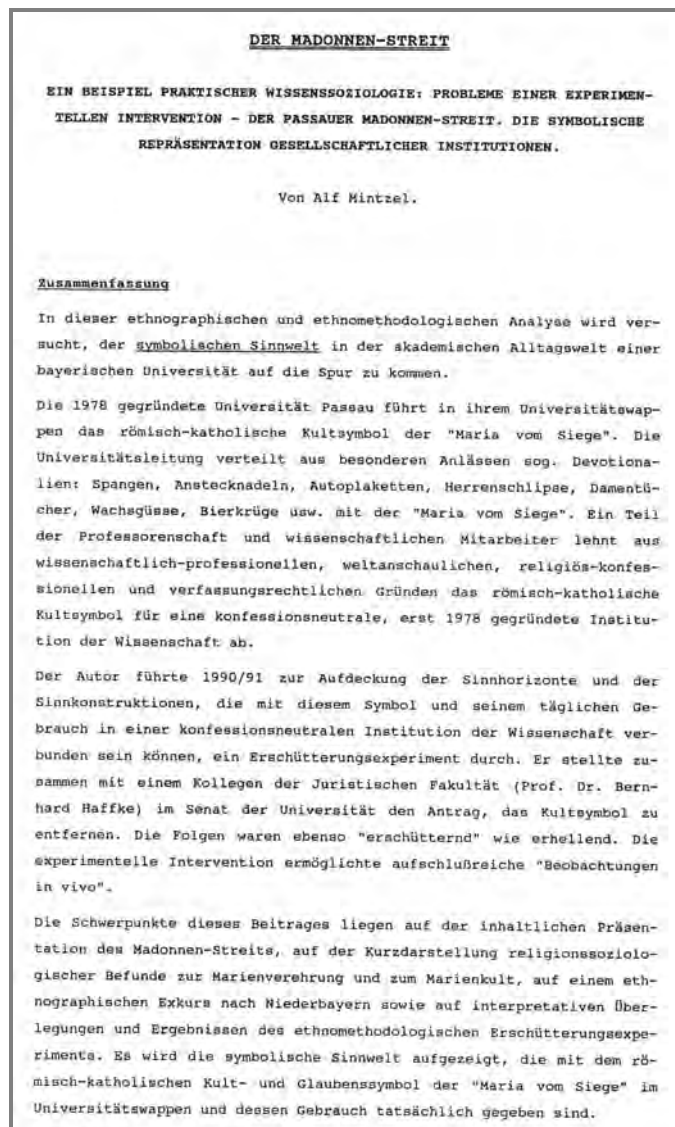 DER MADONNEN-STREIT
EIN BEISPIEL PRAKTISCHER WISSENSSOZIOLOGIE: PROBLEME EINER EXPERIMEN-
TELLEN INTERVENTION - DER PASSAUER MADONNEN-STREIT. DIE SYMBOLISCHE
REPRÄSENTATION GESELLSCHAFTLICHER INSTITUTIONEN.
Von Alf Mintzel.
Zusammenfassung
In dieser ethnographischen und ethnomethodologischen Analyse wird ver-
sucht, der symbolischen Sinnwelt in der akademischen Alltagswelt einer
bayerischen Universität auf die Spur zu kommen.
Die 1978 gegründete Universität Passau führt in ihrem Universitätswap-
pen das römisch-katholische Kultsymbol der "Maria vom Siege". Die
Universitätsleitung verteilt aus besonderen Anlässen sog. Devotiona-
lien: Spangen, Anstecknadeln, Autoplaketten, Herrenschlipse, Damentü-
cher, Wachsgüsse, Bierkrüge usw. mit der "Maria vom Siege". Ein Teil
der Professorenschaft und wissenschaftlichen Mitarbeiter lehnt aus
wissenschaftlich-professionellen, weltanschaulichen, religiös-konfes-
sionellen und verfassungsrechtlichen Gründen das römisch-katholische
Kultsymbol für eine konfessionsneutrale, erst 1978 gegründete Institu-
tion der Wissenschaft ab.
Der Autor führte 1990/91 zur Aufdeckung der Sinnhorizonte und der
Sinnkonstruktionen, die mit diesem Symbol und seinem täglichen Ge-
brauch in einer konfessionsneutralen Institution der Wissenschaft ver-
bunden sein können, ein Erschütterungsexperiment durch. Er stellte zu-
sammen mit einem Kollegen der Juristischen Fakultät (Prof. Dr. Bern-
hard Haffke) im Senat der Universität den Antrag, das Kultsymbol zu
entfernen. Die Folgen waren ebenso "erschütternd" wie erhellend. Die
experimentelle Intervention ermöglichte aufschlußreiche "Beobachtungen
in vivo".
Die Schwerpunkte dieses Beitrages liegen auf der inhaltlichen Präsen-
tation des Madonnen-Streits, auf der Kurzdarstellung religionssoziolo-
gischer Befunde zur Marienverehrung und zum Marienkult, auf einem eth-
nographischen Exkurs nach Niederbayern sowie auf interpretativen Über-
legungen und Ergebnissen des ethnomethodologischen Erschütterungsexpe-
riments. Es wird die symbolische Sinnwelt aufgezeigt, die mit dem rö-
misch-katholischen Kult- und Glaubenssymbol der "Maria vom Siege" im
Universitätswappen und dessen Gebrauch tatsächlich gegeben sind.